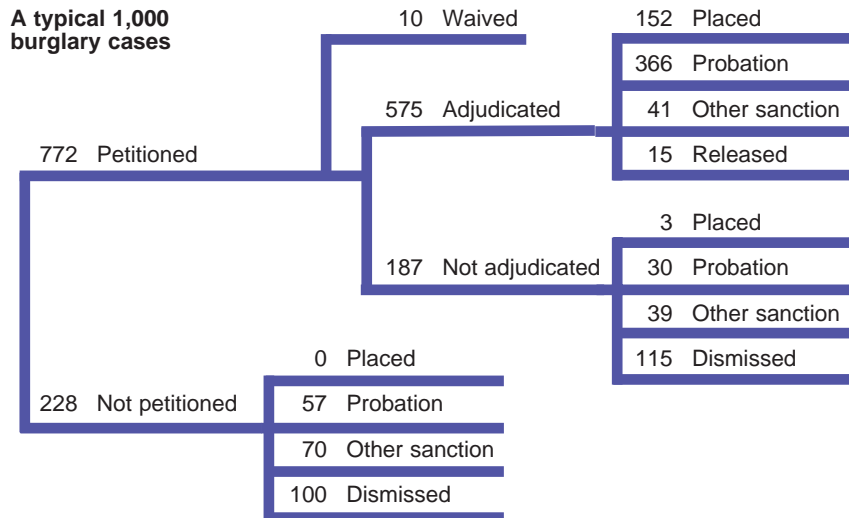 A typical 1,000
burglary cases
10 Waived
152 Placed
366 Probation
575 Adjudicated
41 Other sanction
15 Released
772 Petitioned
3 Placed
187 Not adjudicated
30 Probation
39 Other sanction
115 Dismissed
0 Placed
228 Not petitioned
57 Probation
70 Other sanction
100 Dismissed